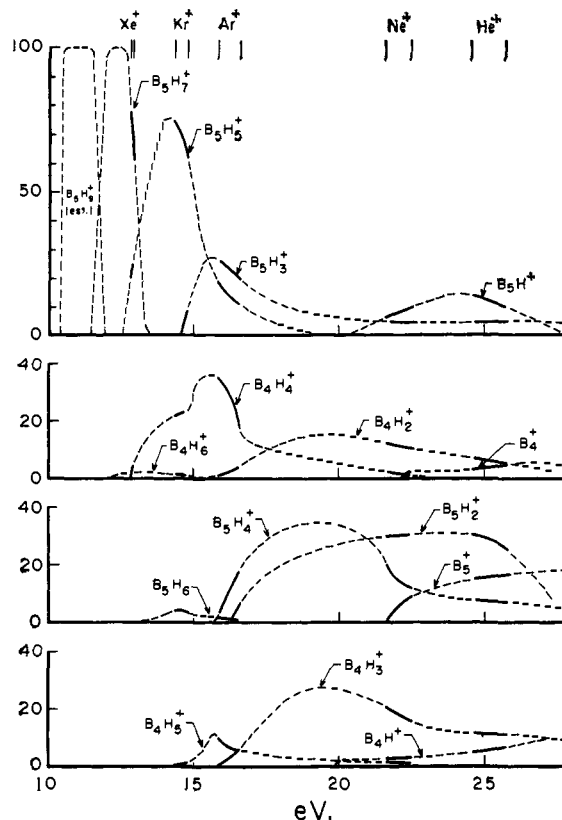 Xe⁺ Kr⁺ Ar⁺ Ne⁺ He⁺
100
B₅H₇⁺
B₅H₅⁺
50
B₅H₉⁺
(est.)
B₅H₃⁺
B₅H⁺
0
40
B₄H₄⁺
B₄H₂⁺
20
B₄H₆⁺
B₄⁺
0
40
B₅H₄⁺
B₅H₂⁺
20
B₅H₆
B₅⁺
0
40
B₄H₃⁺
20
B₄H₅⁺
B₄H⁺
0
10 15 20 25
eV.